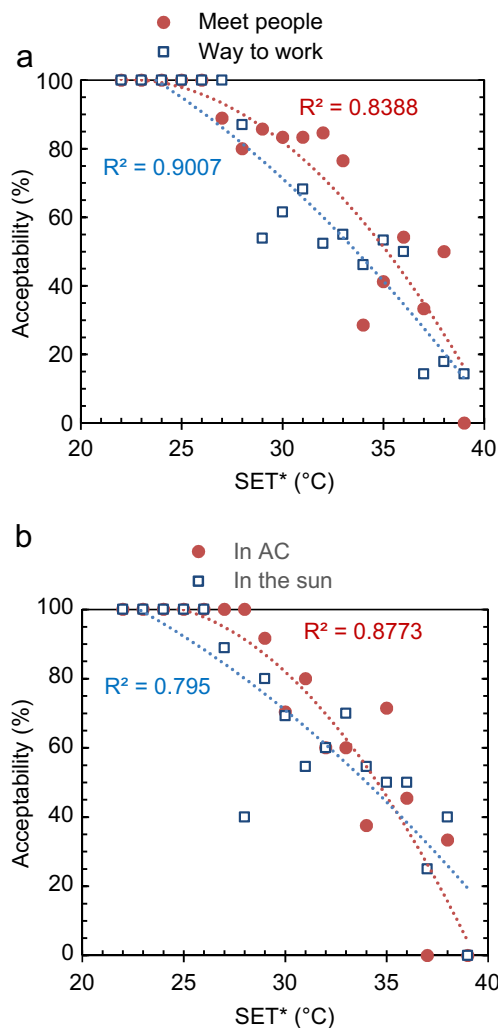 Meet people
Way to work
a
100
80
60
40
20
0
Acceptability (%)
R² = 0.8388
R² = 0.9007
20 25 30 35 40
SET* (°C)
b
In AC
In the sun
100
80
60
40
20
0
Acceptability (%)
R² = 0.8773
R² = 0.795
20 25 30 35 40
SET* (°C)